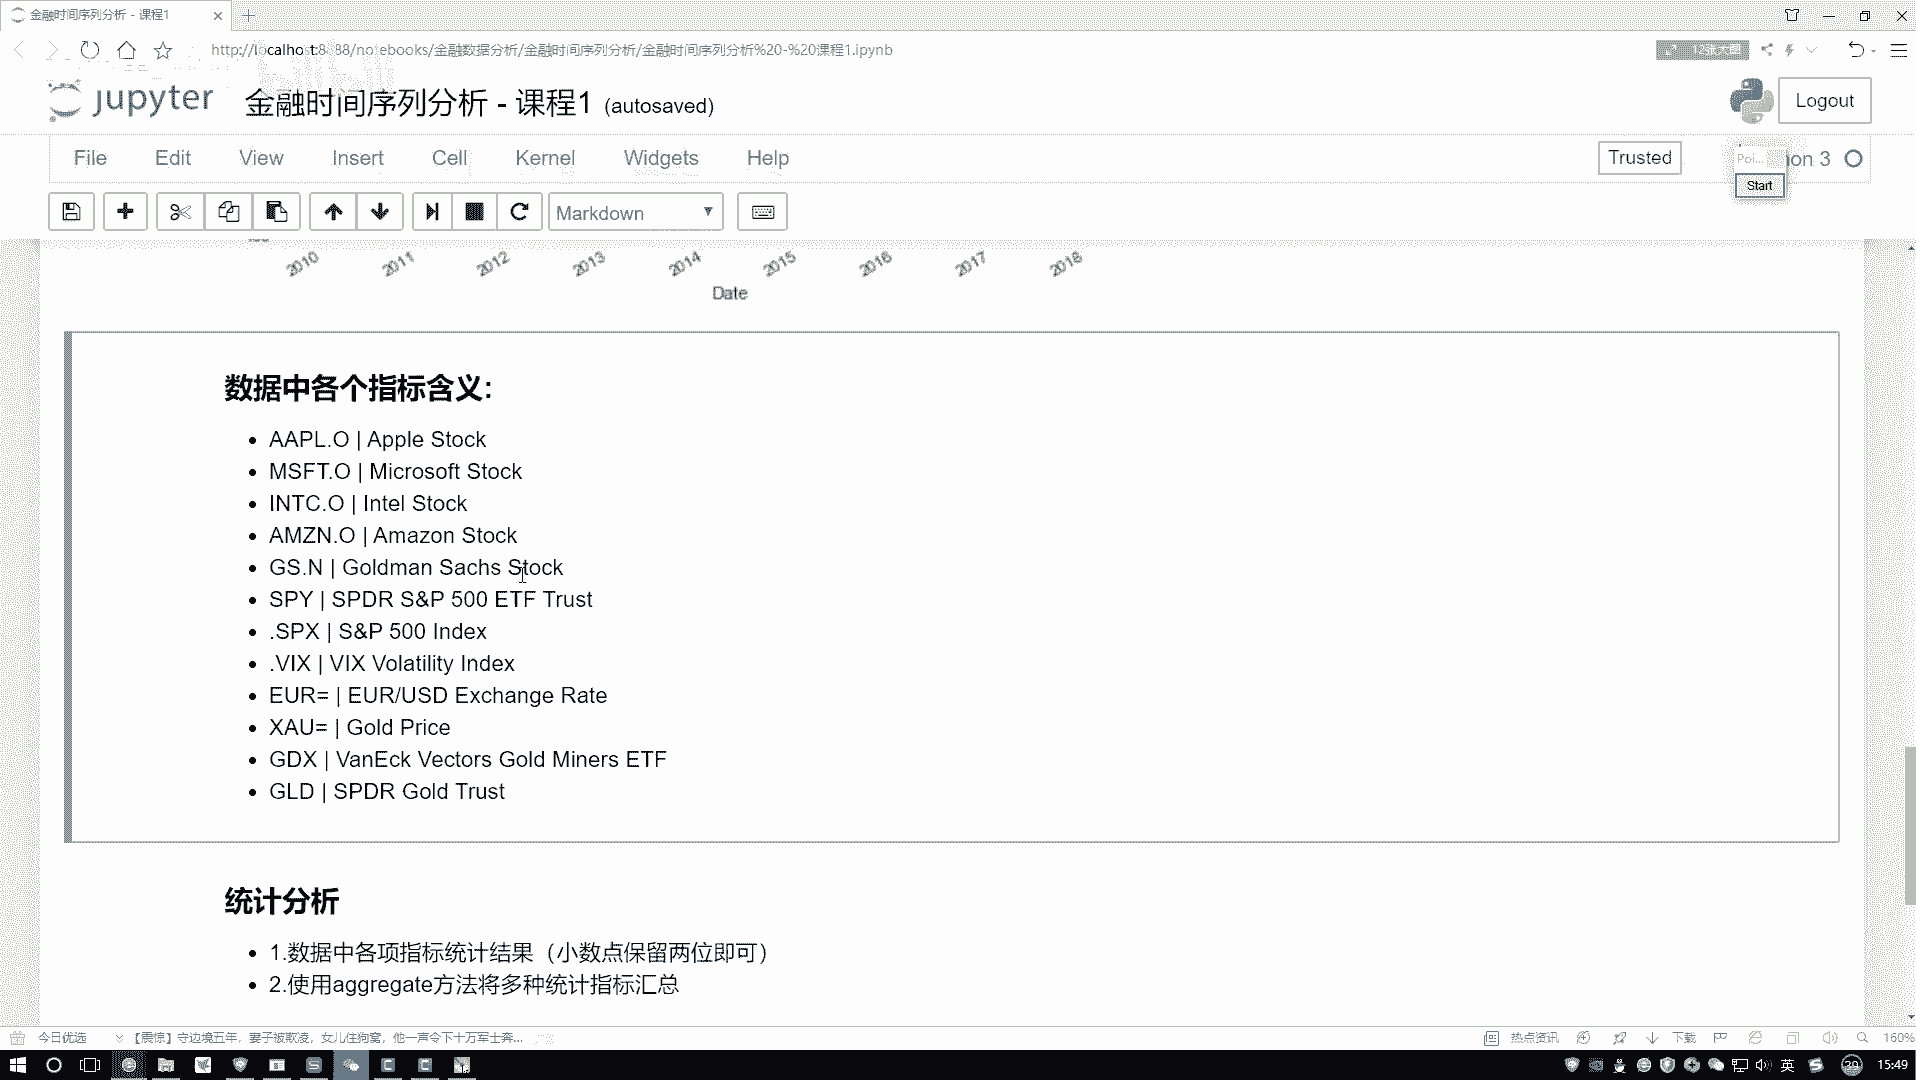 金融时间序列分析 - 课程1
http://localhost:8888/notebooks/金融数据分析/金融时间序列分析/金融时间序列分析%20-%20课程1.ipynb
12张大图
jupyter
金融时间序列分析 - 课程1 (autosaved)
Logout
File Edit View Insert Cell Kernel Widgets Help
Trusted
Poi...
on 3
Start
Markdown
2010 2011 2012 2013 2014 2015 2016 2017 2018
Date
数据中各个指标含义:
AAPL.O | Apple Stock
MSFT.O | Microsoft Stock
INTC.O | Intel Stock
AMZN.O | Amazon Stock
GS.N | Goldman Sachs Stock
SPY | SPDR S&P 500 ETF Trust
.SPX | S&P 500 Index
.VIX | VIX Volatility Index
EUR= | EUR/USD Exchange Rate
XAU= | Gold Price
GDX | VanEck Vectors Gold Miners ETF
GLD | SPDR Gold Trust
统计分析
1.数据中各项指标统计结果（小数点保留两位即可）
2.使用aggregate方法将多种统计指标汇总
今日优选
【震惊】守边境五年，妻子被欺凌，女儿住狗窝，他一声令下十万军士奔...
热点资讯
下载
160%
英
39
15:49